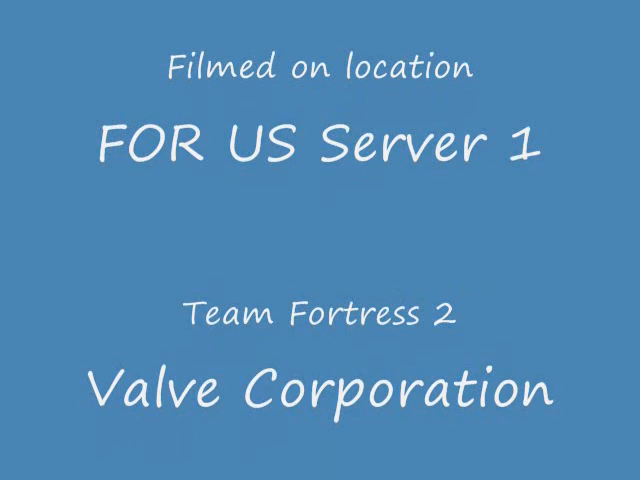 Filmed on location
FOR US Server 1
Team Fortress 2
Valve Corporation